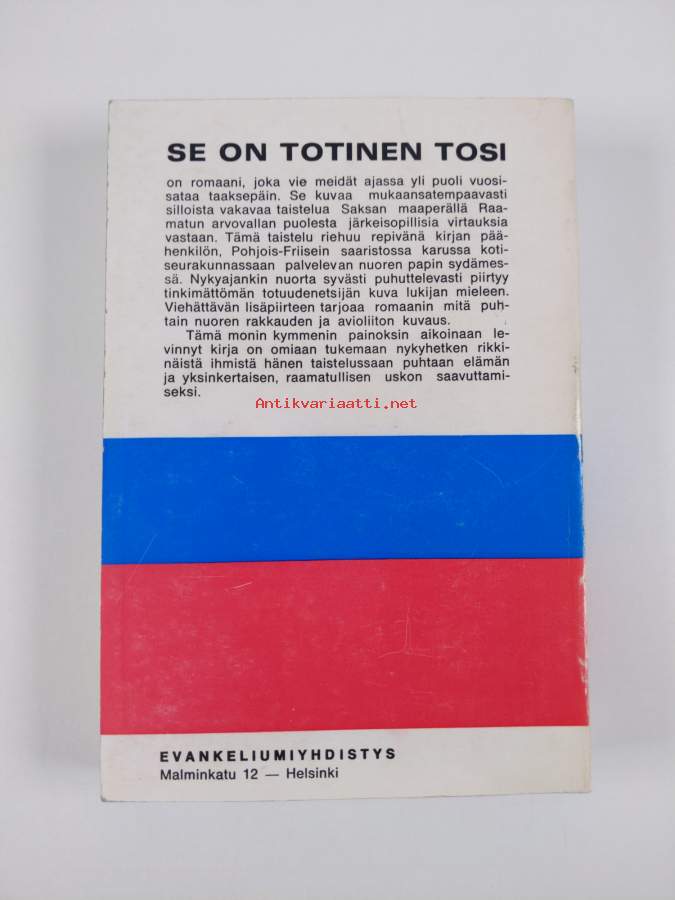 SE ON TOTINEN TOSI
on romaani, joka vie meidät ajassa yli puoli vuosi-
sataa taaksepäin. Se kuvaa mukaansatempaavasti
silloista vakavaa taistelua Saksan maaperällä Raa-
matun arvovallan puolesta järkeisopillisia virtauksia
vastaan. Tämä taistelu riehuu repivänä kirjan pää-
henkilön, Pohjois-Friisein saaristossa karussa koti-
seurakunnassaan palvelevan nuoren papin sydämes-
sä. Nykyajankin nuorta syvästi puhuttelevasti piirtyy
tinkimättömän totuudenetsijän kuva lukijan mieleen.
Viehättävän lisäpiirteen tarjoaa romaanin mitä puh-
tain nuoren rakkauden ja avioliiton kuvaus.
Tämä monin kymmenin painoksin aikoinaan le-
vinnyt kirja on omiaan tukemaan nykyhetken rikki-
näistä ihmistä hänen taistelussaan puhtaan elämän
ja yksinkertaisen, raamatullisen uskon saavuttami-
seksi.
Antikvariaatti.net
EVANKELIUMIYHDISTYS
Malminkatu 12 — Helsinki